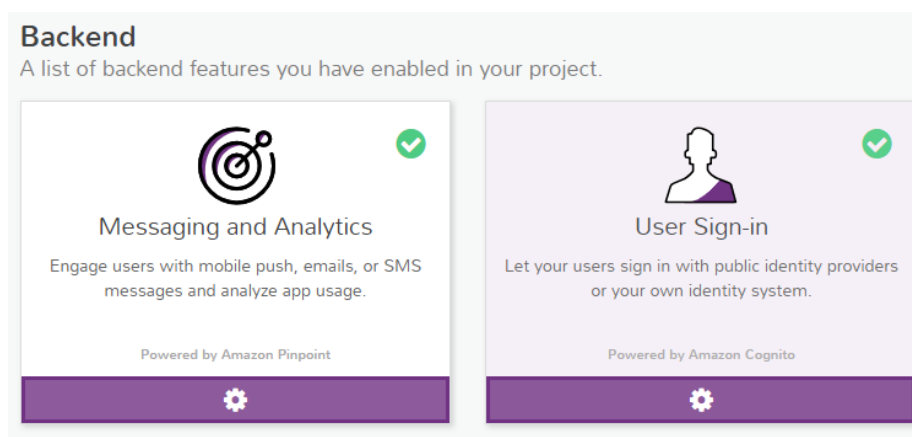 Backend
A list of backend features you have enabled in your project.
Messaging and Analytics
Engage users with mobile push, emails, or SMS
messages and analyze app usage.
Powered by Amazon Pinpoint
User Sign-in
Let your users sign in with public identity providers
or your own identity system.
Powered by Amazon Cognito